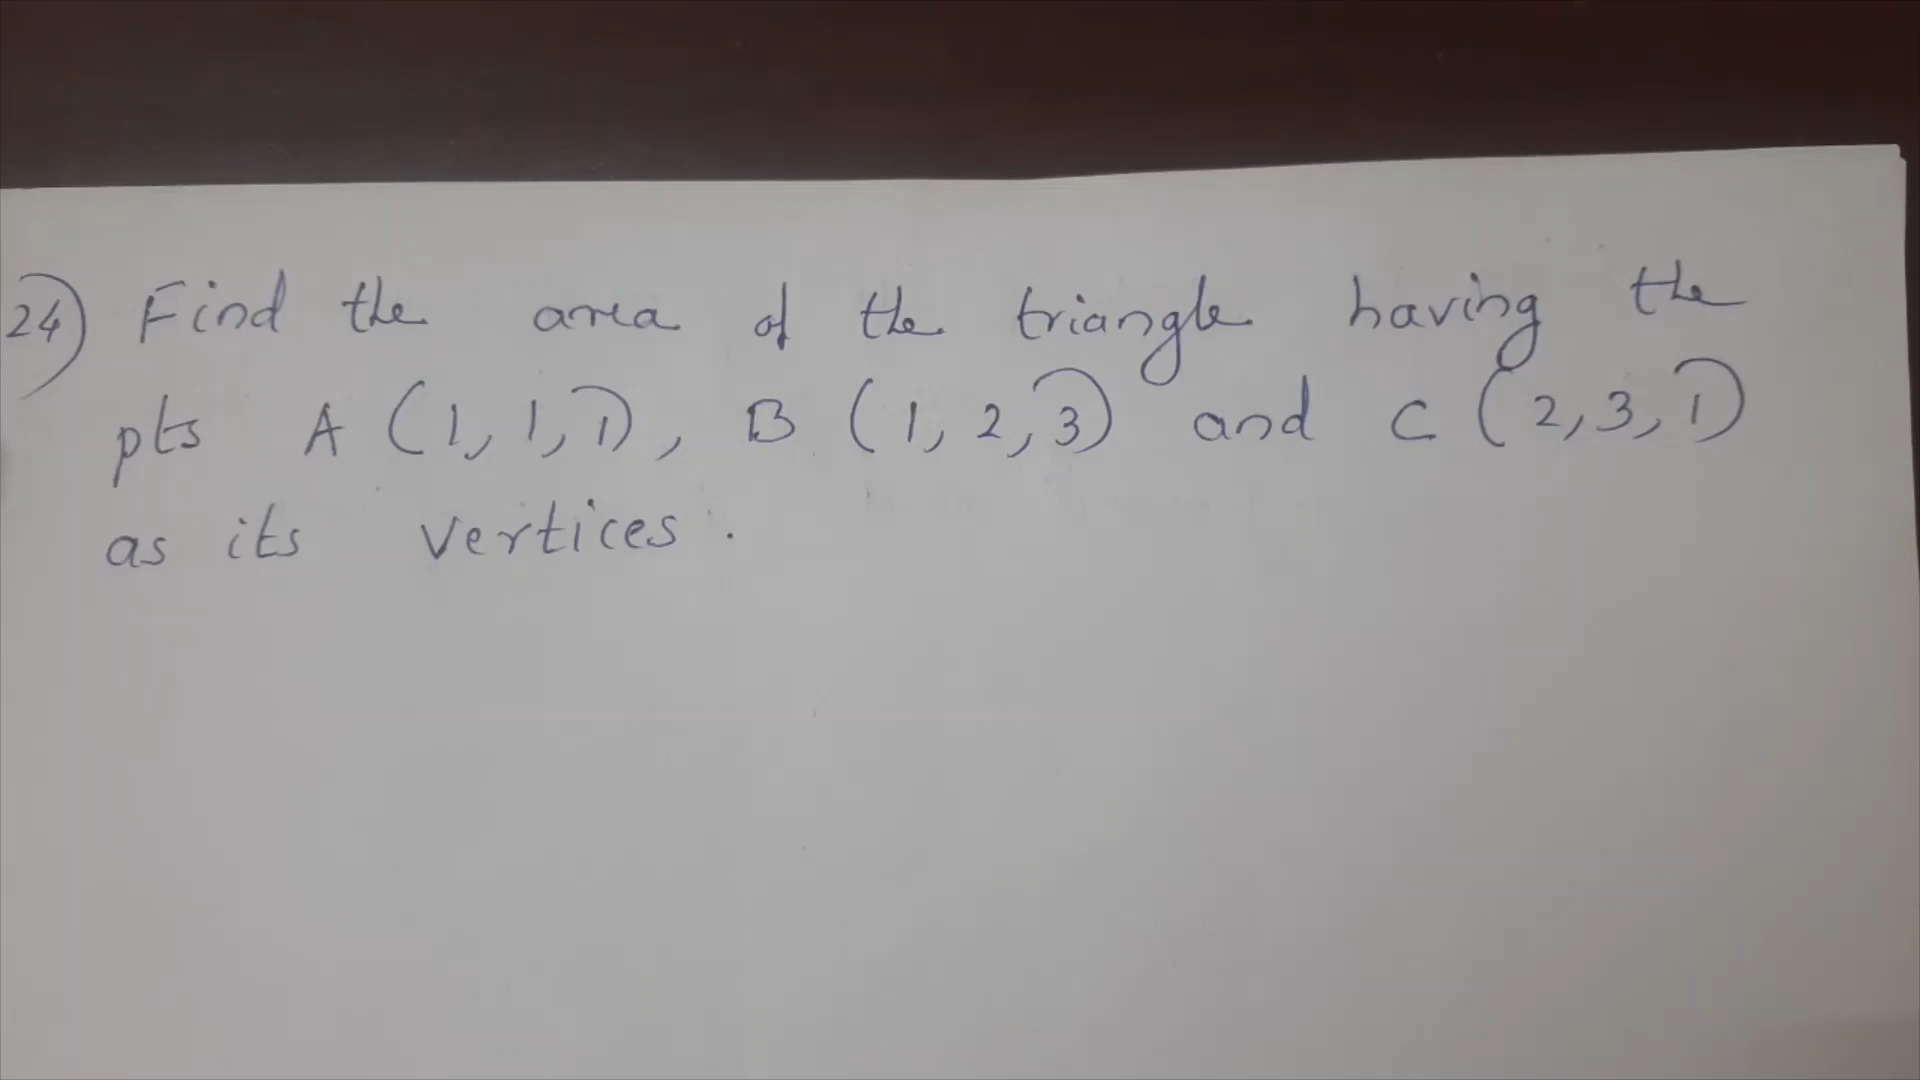 24) Find the area of the triangle having the
pts A (1, 1, 1), B (1, 2, 3) and C (2, 3, 1)
as its vertices.